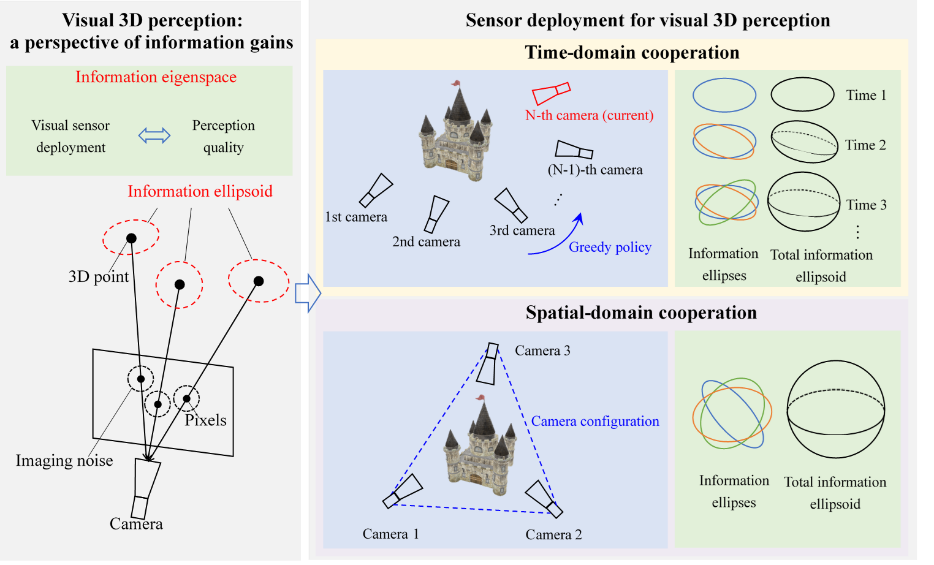 Visual 3D perception:
a perspective of information gains
Information eigenspace
Visual sensor
deployment
Perception
quality
Information ellipsoid
3D point
Pixels
Imaging noise
Camera
Sensor deployment for visual 3D perception
Time-domain cooperation
N-th camera (current)
(N-1)-th camera
...
1st camera
2nd camera
3rd camera
Greedy policy
Time 1
Time 2
Time 3
...
Information
ellipses
Total information
ellipsoid
Spatial-domain cooperation
Camera 3
Camera configuration
Camera 1
Camera 2
Information
ellipses
Total information
ellipsoid